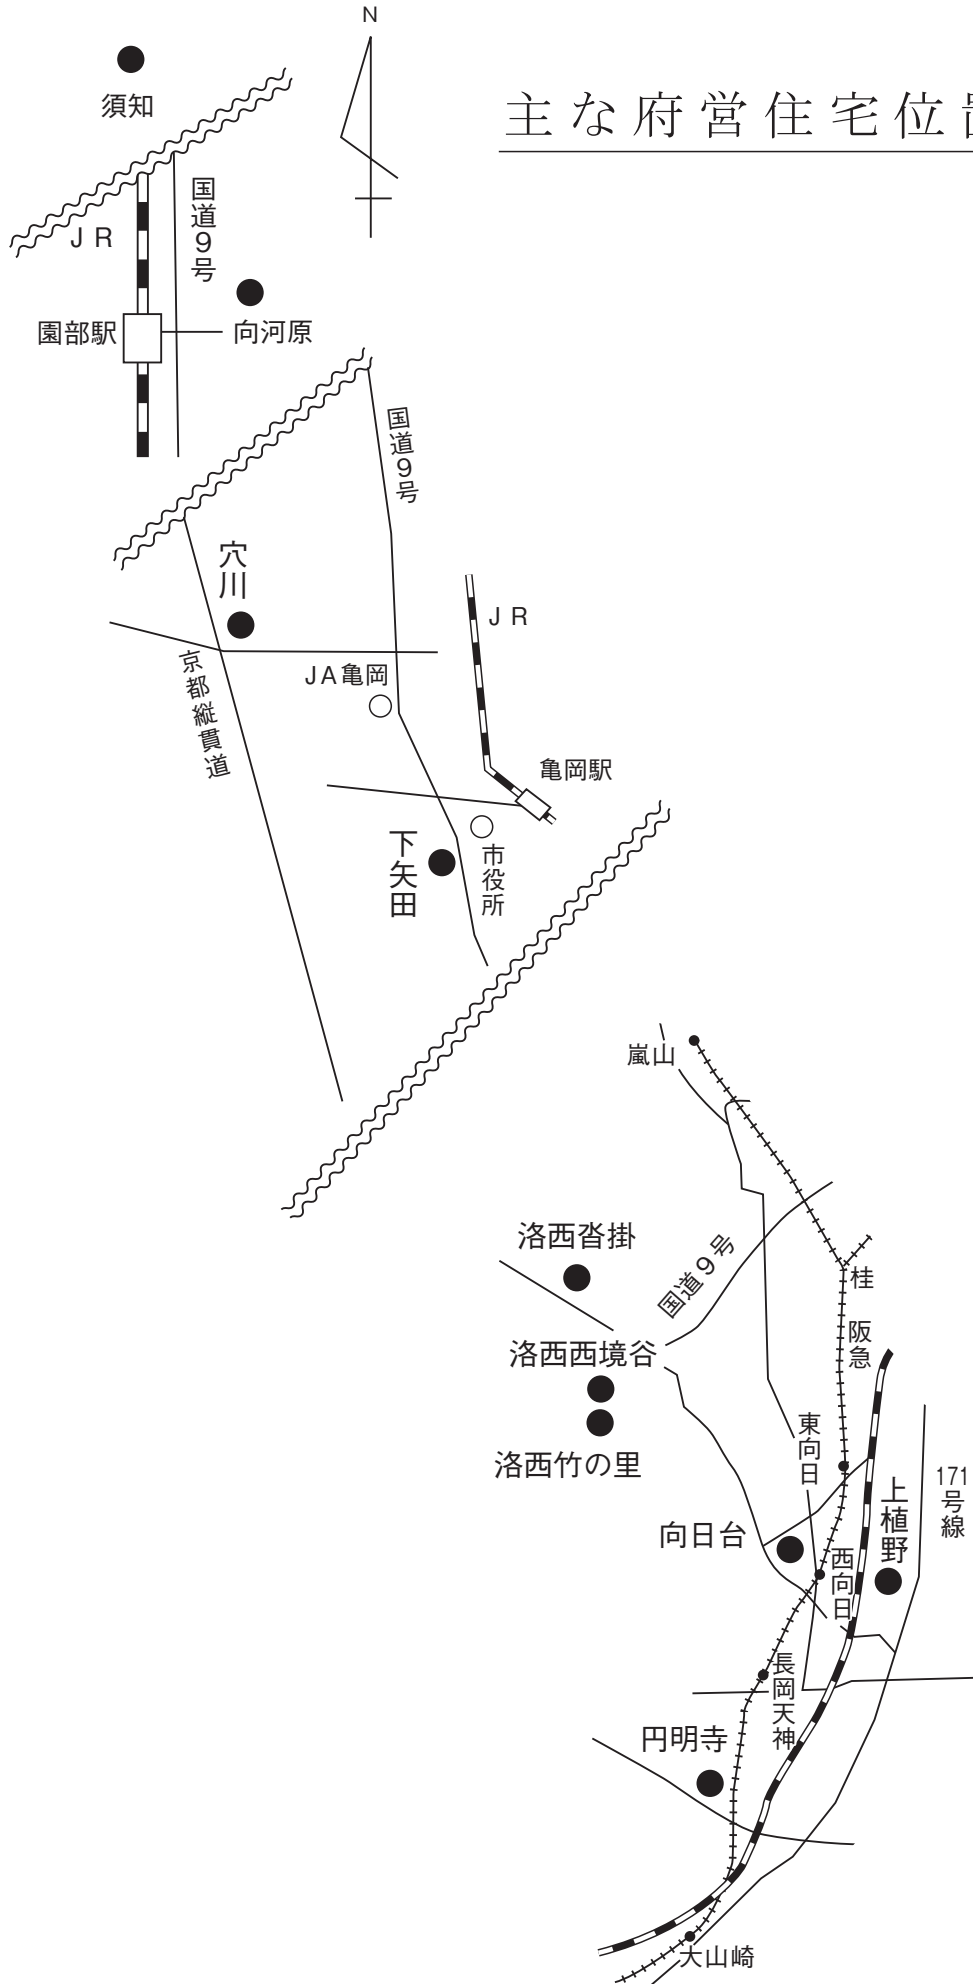 N
須知
主な府営住宅位
JR
国道9号
園部駅
向河原
国道9号
穴川
JR
京都縦貫道
JA亀岡
亀岡駅
下矢田
市役所
嵐山
洛西沓掛
国道9号
桂
洛西西境谷
阪急
洛西竹の里
東向日
171号線
上植野
向日台
西向日
長岡天神
円明寺
大山崎